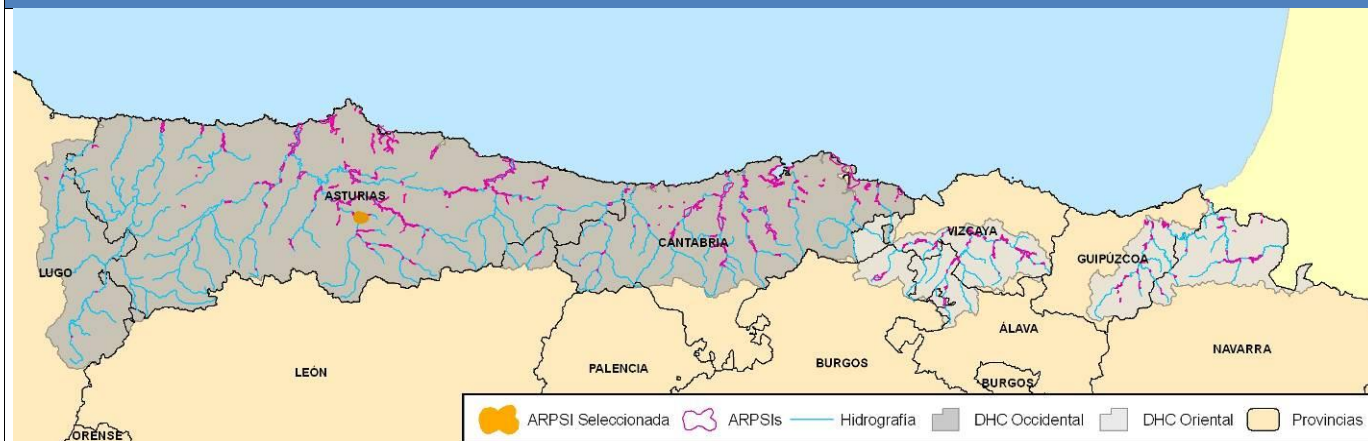 ASTURIAS
CANTABRIA
VIZCAYA
GUIPÚZCOA
LUGO
ÁLAVA
NAVARRA
LEÓN
PALENCIA
BURGOS
BURGOS
ORENSE
ARPSI Seleccionada ARPSIs Hidrografía DHC Occidental DHC Oriental Provincias